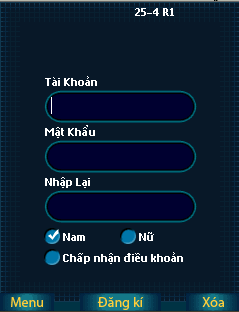 25-4 R1
Tài Khoản
Mật Khẩu
Nhập Lại
Nam Nữ
Chấp nhận điều khoản
Menu Đăng kí Xóa